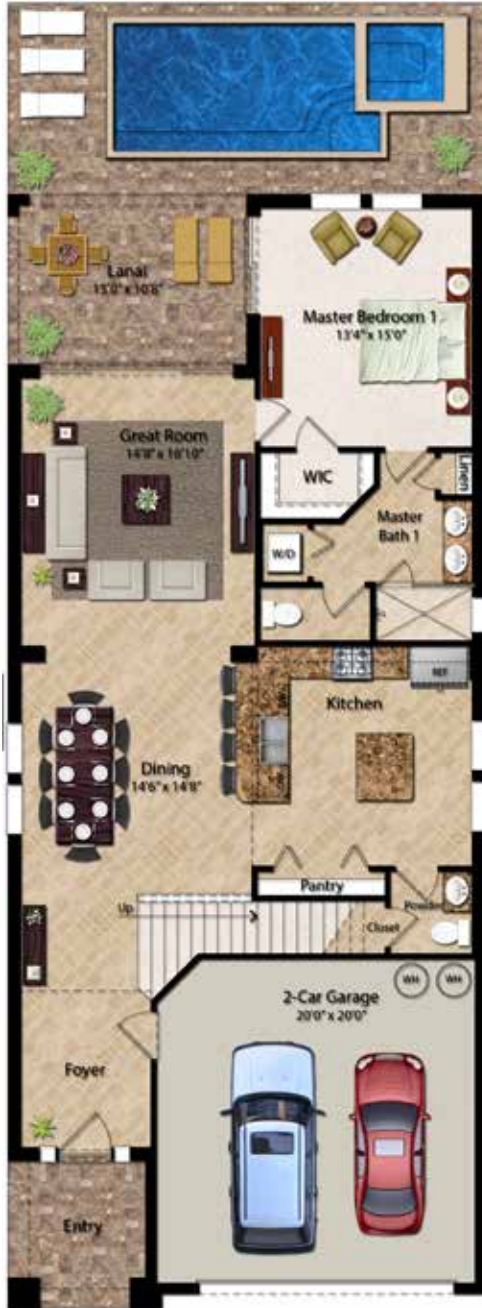 Lanai
15'0" x 10'8"
Master Bedroom 1
13'4" x 15'0"
Great Room
14'8" x 16'10"
WIC
Linen
Master
Bath 1
W/D
REF
Kitchen
Dining
14'6" x 14'8"
Pantry
Up
Closet
2-Car Garage
20'0" x 20'0"
WH
WH
Foyer
Entry